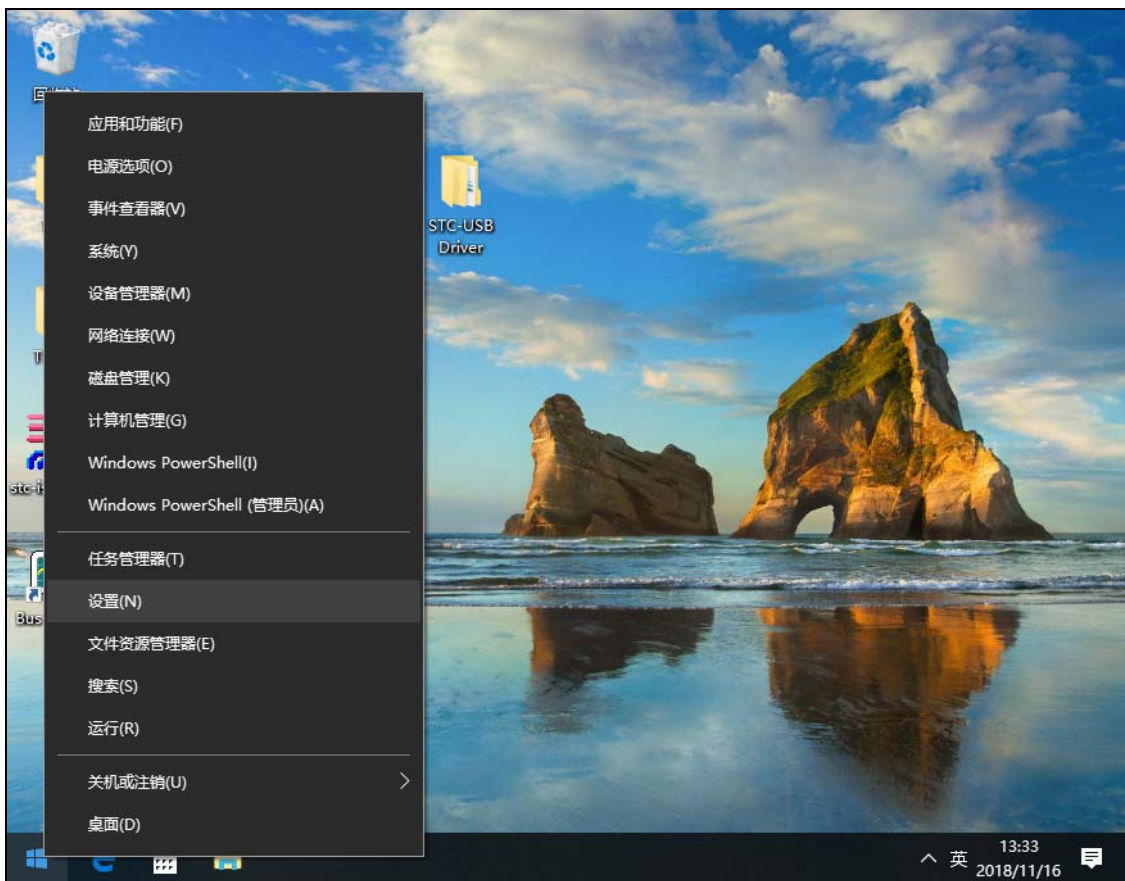 应用和功能(F)
电源选项(O)
事件查看器(V)
系统(Y)
设备管理器(M)
网络连接(W)
磁盘管理(K)
计算机管理(G)
Windows PowerShell(I)
Windows PowerShell (管理员)(A)
任务管理器(T)
设置(N)
文件资源管理器(E)
搜索(S)
运行(R)
关机或注销(U)
桌面(D)
STC-USB
Driver
stc-i
Bus
英
13:33
2018/11/16